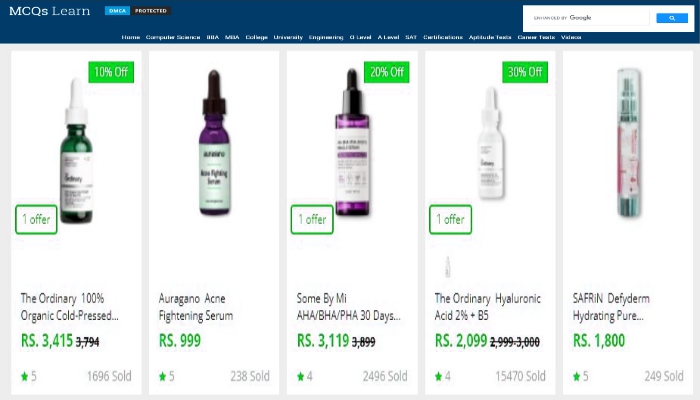 MCQs Learn
DMCA PROTECTED
ENHANCED BY Google
Home Computer Science BBA MBA College University Engineering O Level A Level SAT Certifications Aptitude Tests Career Tests Videos
10% Off
1 offer
The Ordinary 100%
Organic Cold-Pressed...
RS. 3,415 3,794
5 1696 Sold
auragano
Acne Fighting
Serum
Auragano Acne
Fightening Serum
RS. 999
5 238 Sold
20% Off
1 offer
Some By Mi
AHA/BHA/PHA 30 Days...
RS. 3,119 3,899
4 2496 Sold
30% Off
1 offer
The Ordinary Hyaluronic
Acid 2% + B5
RS. 2,099 2,999-3,000
4 15470 Sold
SAFRiN Defyderm
Hydrating Pure...
RS. 1,800
5 249 Sold